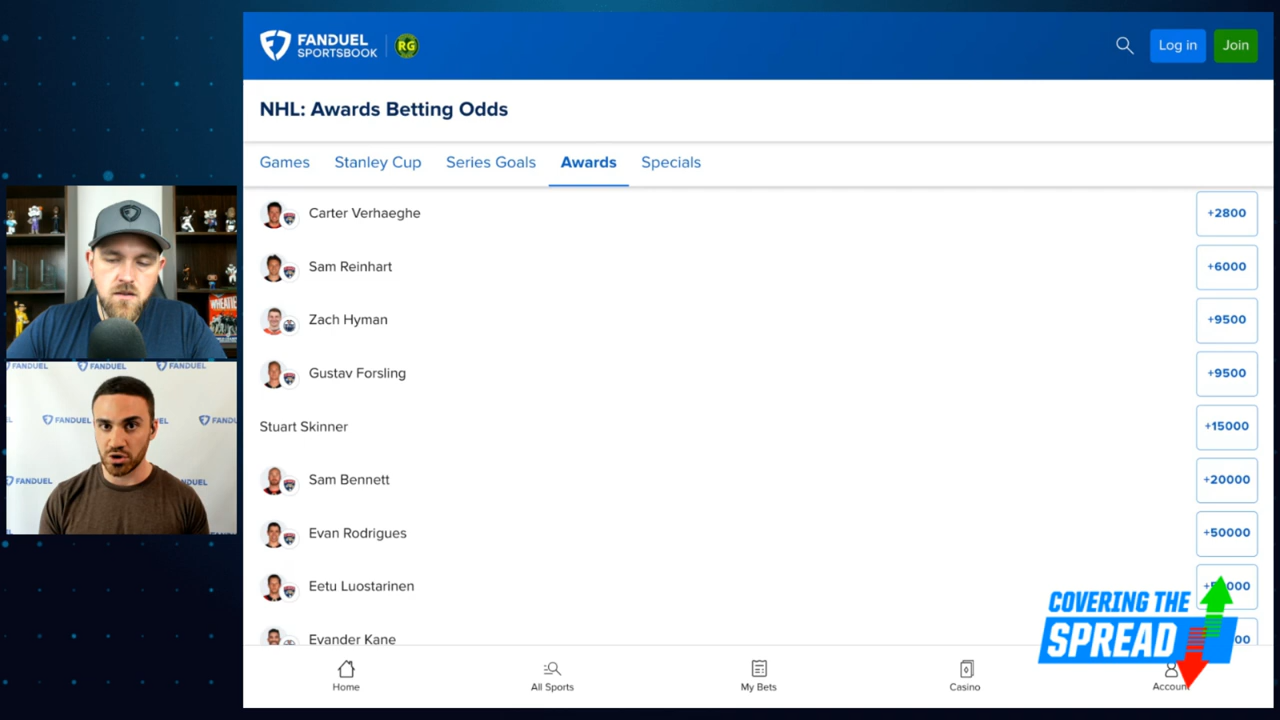 FANDUEL
SPORTSBOOK
RG
Log in
Join
NHL: Awards Betting Odds
Games
Stanley Cup
Series Goals
Awards
Specials
Carter Verhaeghe
+2800
Sam Reinhart
+6000
Zach Hyman
+9500
Gustav Forsling
+9500
Stuart Skinner
+15000
Sam Bennett
+20000
Evan Rodrigues
+50000
Eetu Luostarinen
Evander Kane
COVERING THE
SPREAD
Home
All Sports
My Bets
Casino
Account
WHEATIES
FANDUEL
FANDUEL
FANDUEL
FANDUEL
FANDUEL